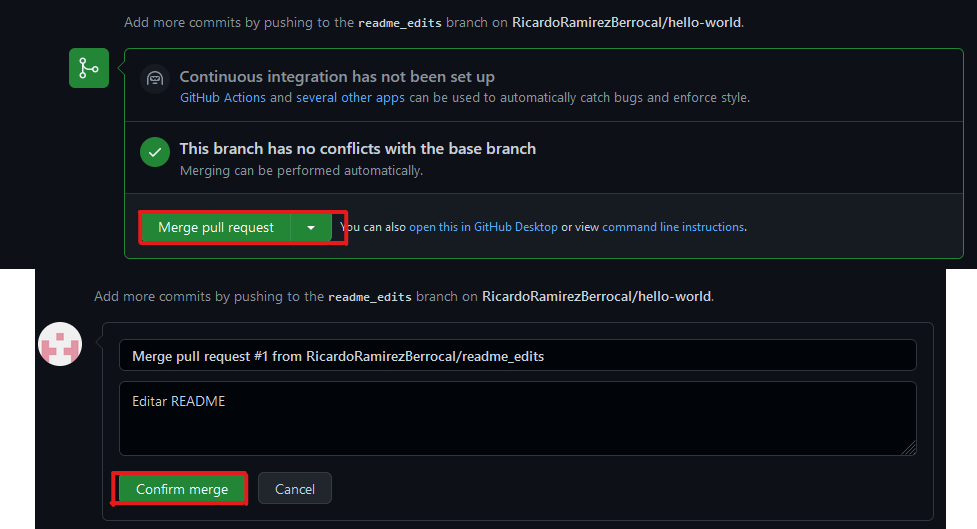 Add more commits by pushing to the readme_edits branch on RicardoRamirezBerrocal/hello-world.
Continuous integration has not been set up
GitHub Actions and several other apps can be used to automatically catch bugs and enforce style.
This branch has no conflicts with the base branch
Merging can be performed automatically.
Merge pull request You can also open this in GitHub Desktop or view command line instructions.
Add more commits by pushing to the readme_edits branch on RicardoRamirezBerrocal/hello-world.
Merge pull request #1 from RicardoRamirezBerrocal/readme_edits
Editar README
Confirm merge Cancel